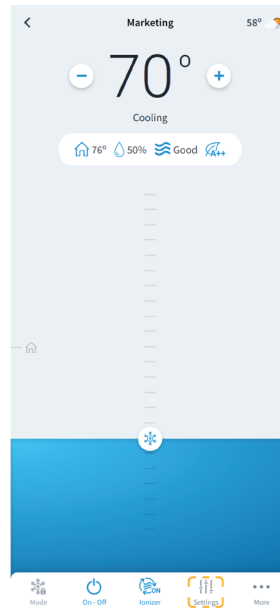 Marketing 58°
70°
Cooling
76° 50% Good A++
ON
Mode On - Off Ionizer Settings More